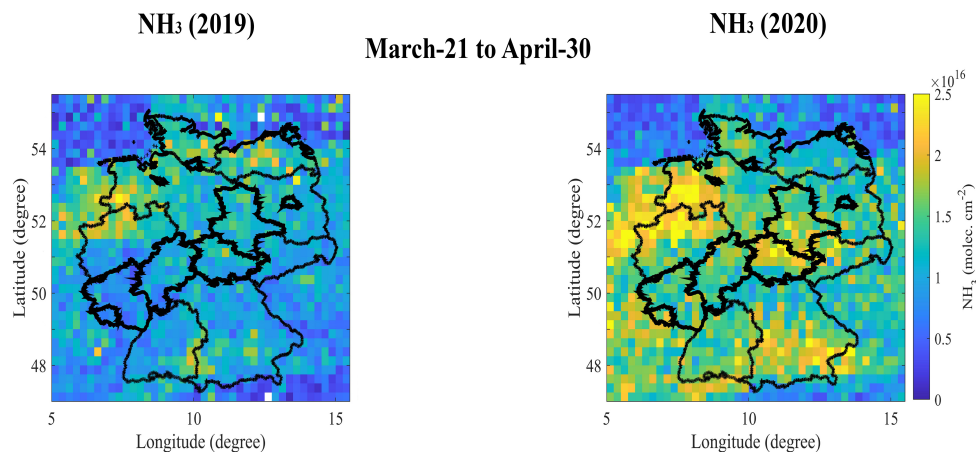 NH₃ (2019)
NH₃ (2020)
March-21 to April-30
54
52
50
48
5
10
15
Latitude (degree)
Longitude (degree)
54
52
50
48
5
10
15
Latitude (degree)
Longitude (degree)
×10¹⁶
2.5
2
1.5
1
0.5
0
NH₃ (molec. cm⁻²)